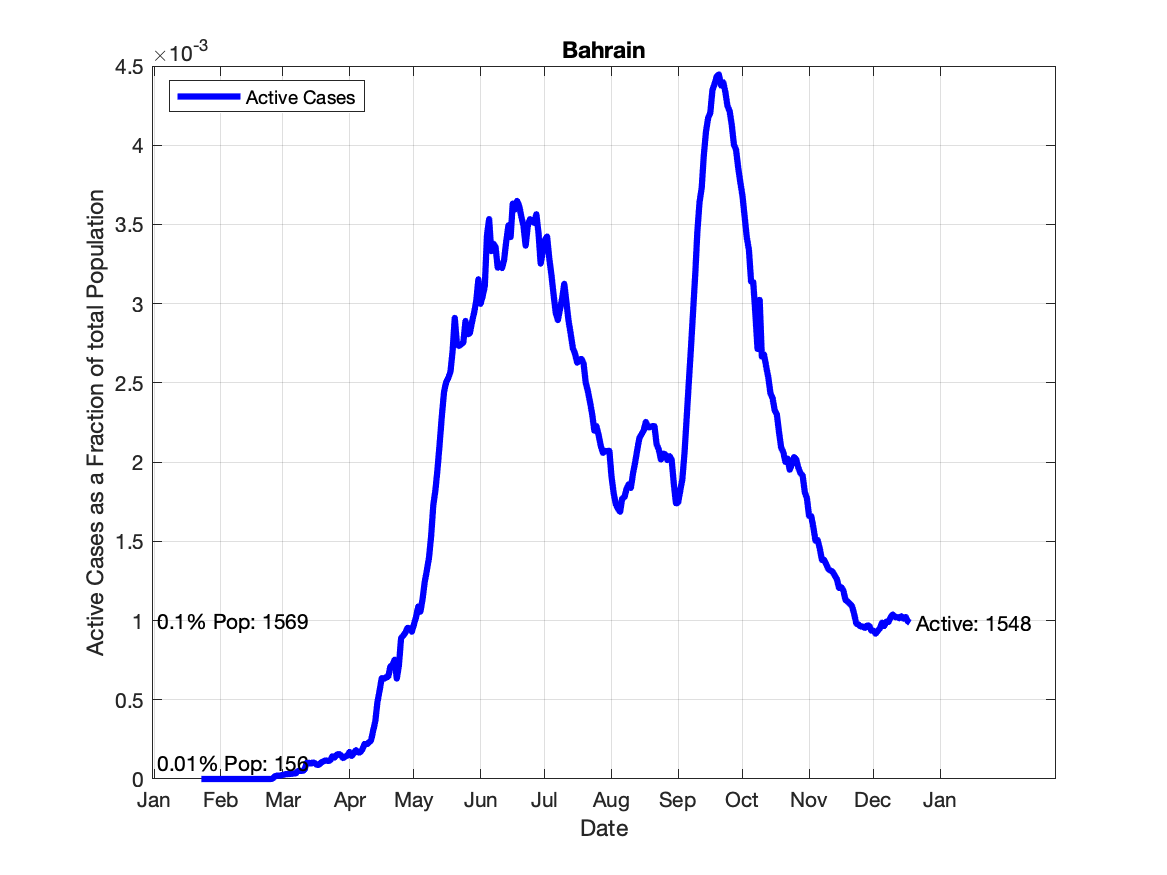 Bahrain
×10-3
4.5
4
3.5
3
2.5
2
1.5
1
0.5
0
Active Cases as a Fraction of total Population
Active Cases
0.1% Pop: 1569
0.01% Pop: 156
Active: 1548
Jan Feb Mar Apr May Jun Jul Aug Sep Oct Nov Dec Jan
Date